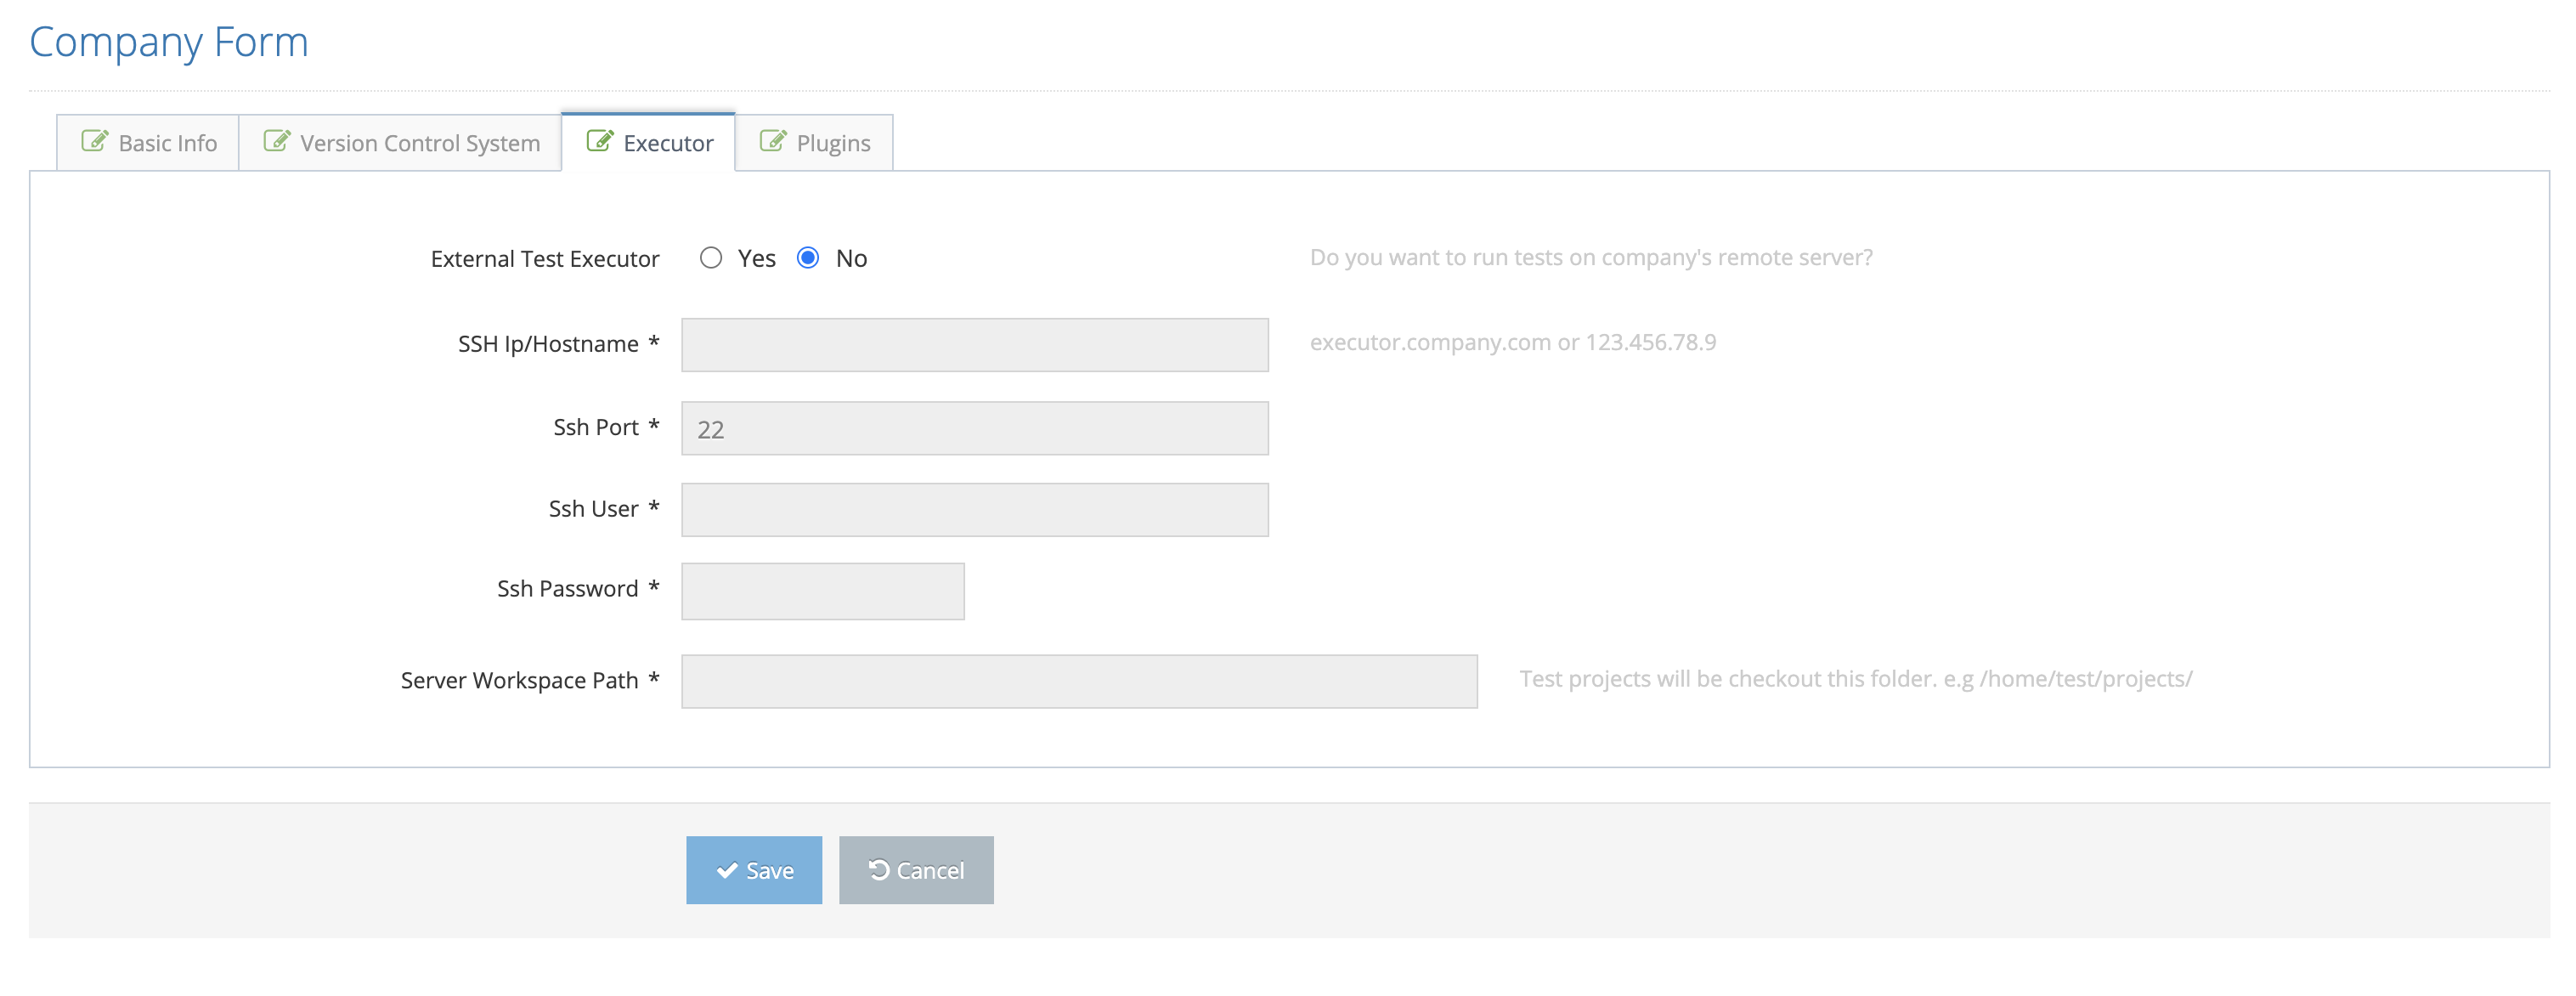 Company Form
Basic Info Version Control System Executor Plugins
External Test Executor Yes No Do you want to run tests on company's remote server?
SSH Ip/Hostname * executor.company.com or 123.456.78.9
Ssh Port * 22
Ssh User *
Ssh Password *
Server Workspace Path * Test projects will be checkout this folder. e.g /home/test/projects/
Save Cancel